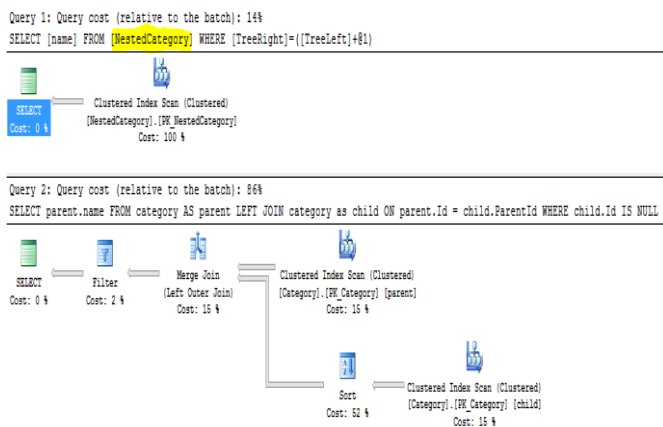 Query 1: Query cost (relative to the batch): 14%
SELECT [name] FROM [NestedCategory] WHERE [TreeRight]=([TreeLeft]+@1)
SELECT
Cost: 0 %
Clustered Index Scan (Clustered)
[NestedCategory].[PK_NestedCategory]
Cost: 100 %
Query 2: Query cost (relative to the batch): 86%
SELECT parent.name FROM category AS parent LEFT JOIN category as child ON parent.Id = child.ParentId WHERE child.Id IS NULL
SELECT
Cost: 0 %
Filter
Cost: 2 %
Merge Join
(Left Outer Join)
Cost: 15 %
Clustered Index Scan (Clustered)
[Category].[PK_Category] [parent]
Cost: 15 %
Sort
Cost: 52 %
Clustered Index Scan (Clustered)
[Category].[PK_Category] [child]
Cost: 15 %